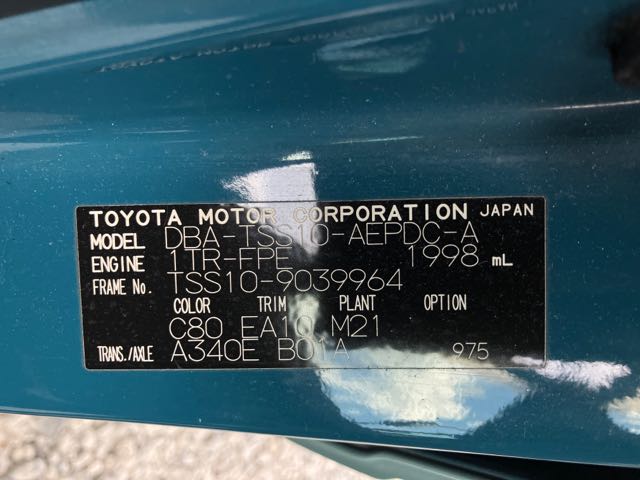 TOYOTA MOTOR CORPORATION JAPAN
MODEL DBA-TSS10-AEPDC-A
ENGINE 1TR-FPE 1998 mL
FRAME No. TSS10-9039964
COLOR TRIM PLANT OPTION
C80 EA10 M21
TRANS./AXLE A340E B01A 975